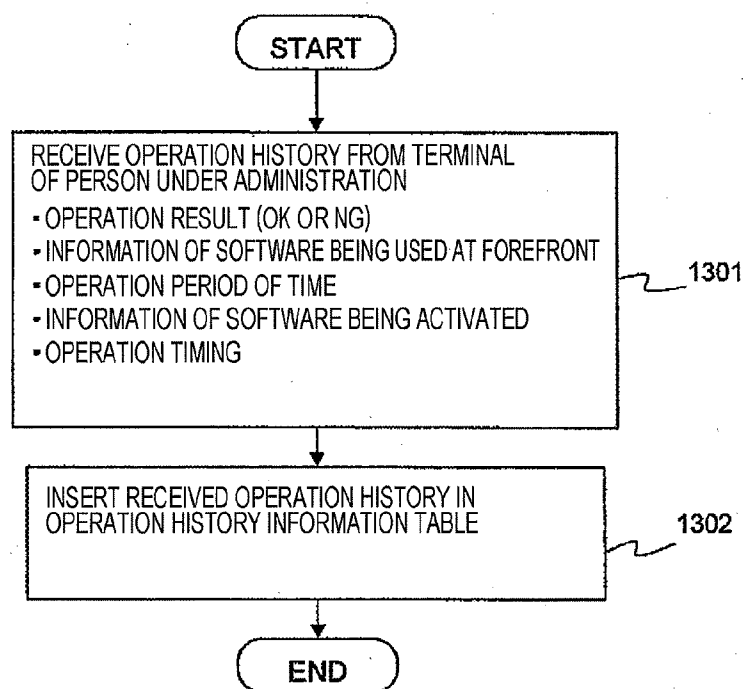 START
RECEIVE OPERATION HISTORY FROM TERMINAL
OF PERSON UNDER ADMINISTRATION
- OPERATION RESULT (OK OR NG)
- INFORMATION OF SOFTWARE BEING USED AT FOREFRONT
- OPERATION PERIOD OF TIME
- INFORMATION OF SOFTWARE BEING ACTIVATED
- OPERATION TIMING
1301
INSERT RECEIVED OPERATION HISTORY IN
OPERATION HISTORY INFORMATION TABLE
1302
END